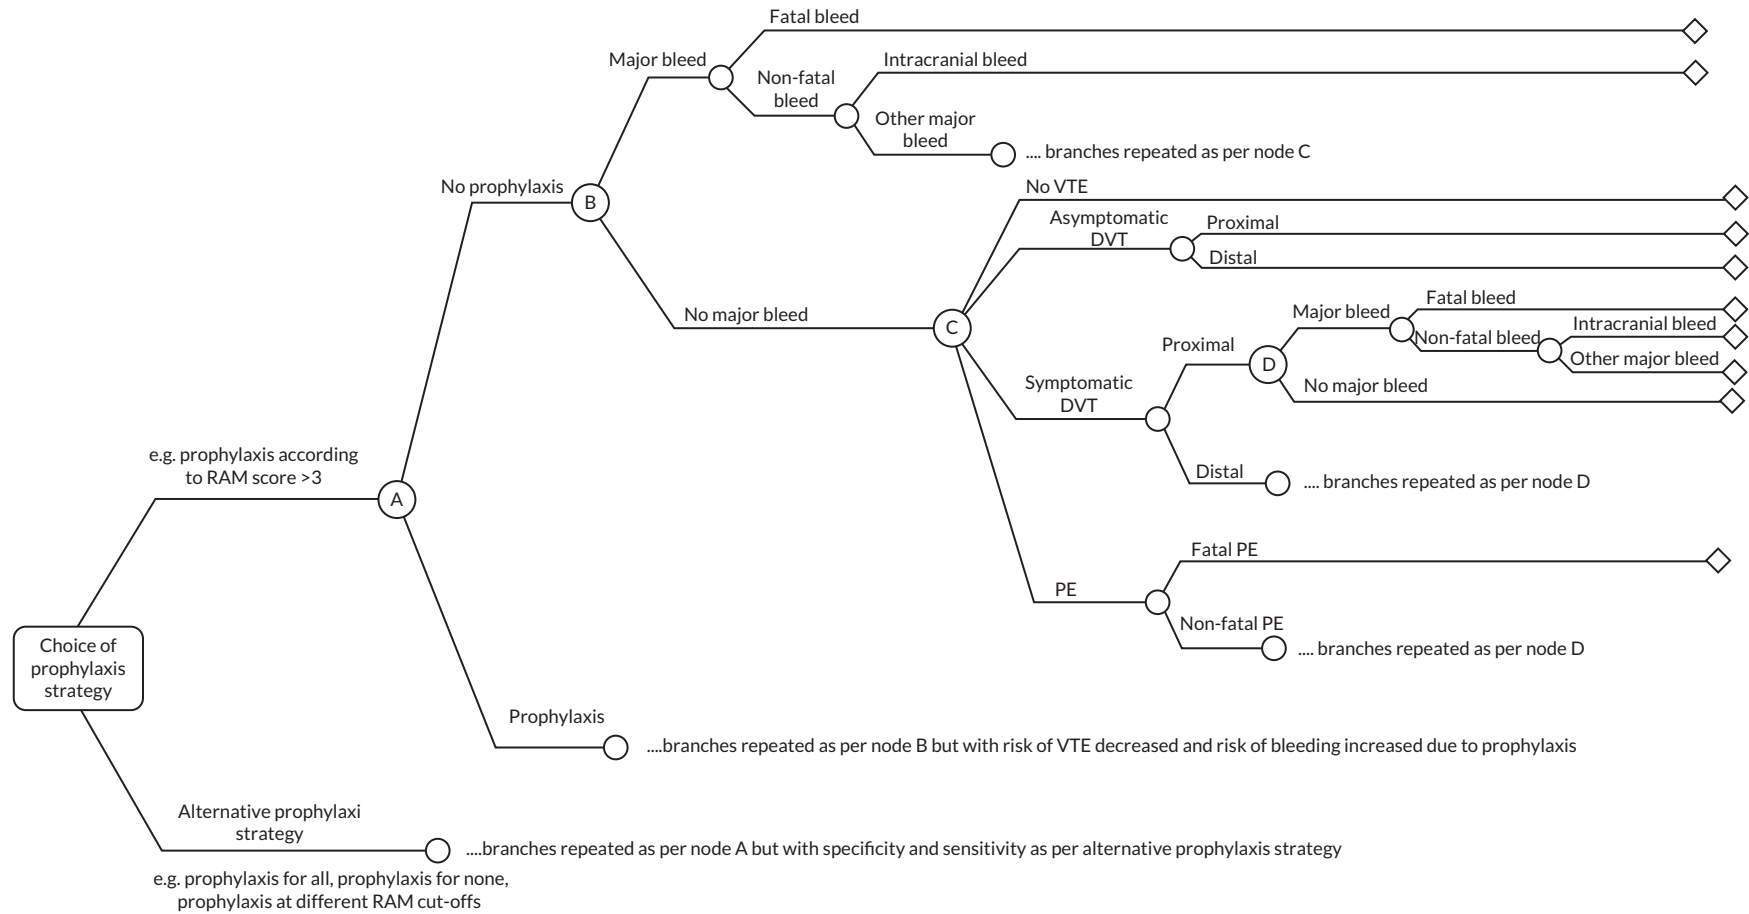 Fatal bleed
Major bleed
Intracranial bleed
Non-fatal
bleed
Other major
bleed
.... branches repeated as per node C
No prophylaxis
B
No VTE
Asymptomatic
DVT
Proximal
Distal
No major bleed
C
Fatal bleed
Major bleed
Intracranial bleed
Non-fatal bleed
Other major bleed
Proximal
D
No major bleed
Symptomatic
DVT
Distal
.... branches repeated as per node D
e.g. prophylaxis according
to RAM score >3
A
Fatal PE
PE
Non-fatal PE
.... branches repeated as per node D
Choice of
prophylaxis
strategy
Prophylaxis
....branches repeated as per node B but with risk of VTE decreased and risk of bleeding increased due to prophylaxis
Alternative prophylaxi
strategy
....branches repeated as per node A but with specificity and sensitivity as per alternative prophylaxis strategy
e.g. prophylaxis for all, prophylaxis for none,
prophylaxis at different RAM cut-offs